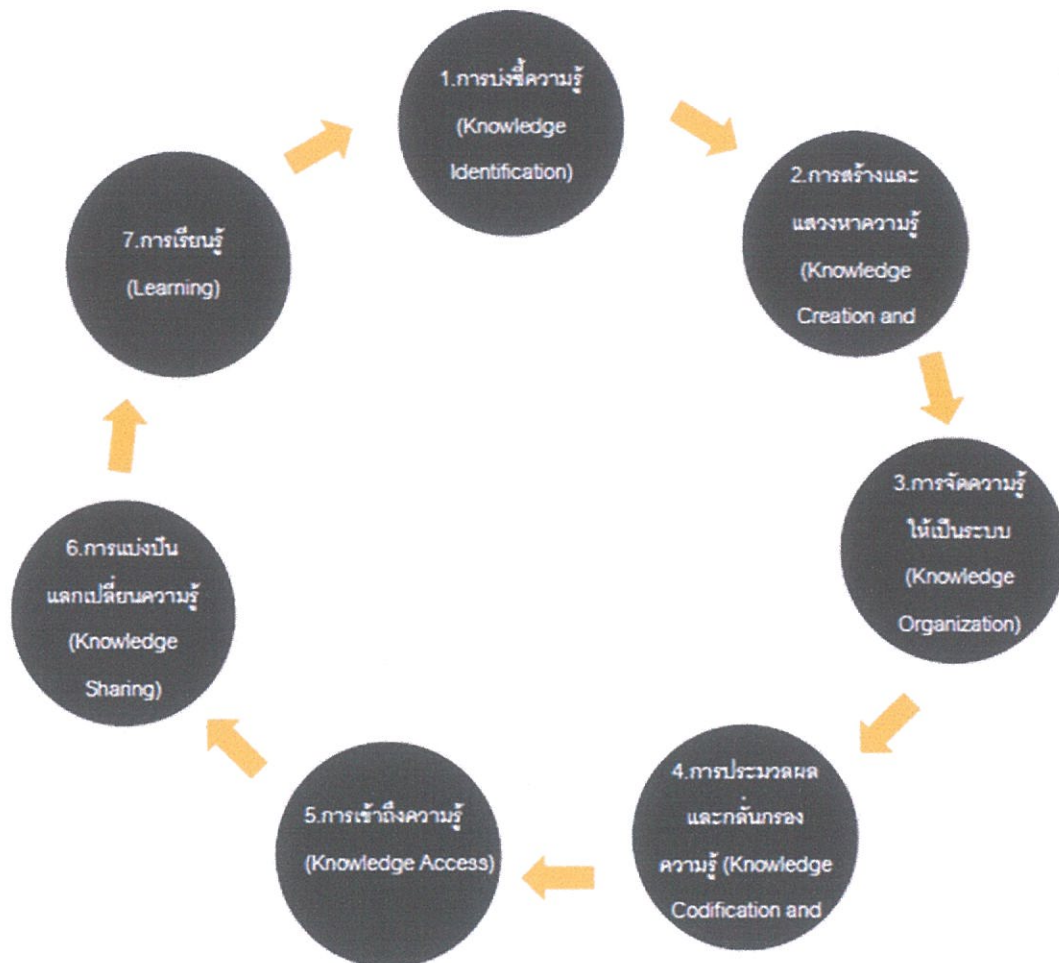 1.การบ่งชี้ความรู้
(Knowledge
Identification)
2.การสร้างและ
แสวงหาความรู้
(Knowledge
Creation and
3.การจัดความรู้
ให้เป็นระบบ
(Knowledge
Organization)
4.การประมวลผล
และกลั่นกรอง
ความรู้ (Knowledge
Codification and
5.การเข้าถึงความรู้
(Knowledge Access)
6.การแบ่งปัน
แลกเปลี่ยนความรู้
(Knowledge
Sharing)
7.การเรียนรู้
(Learning)